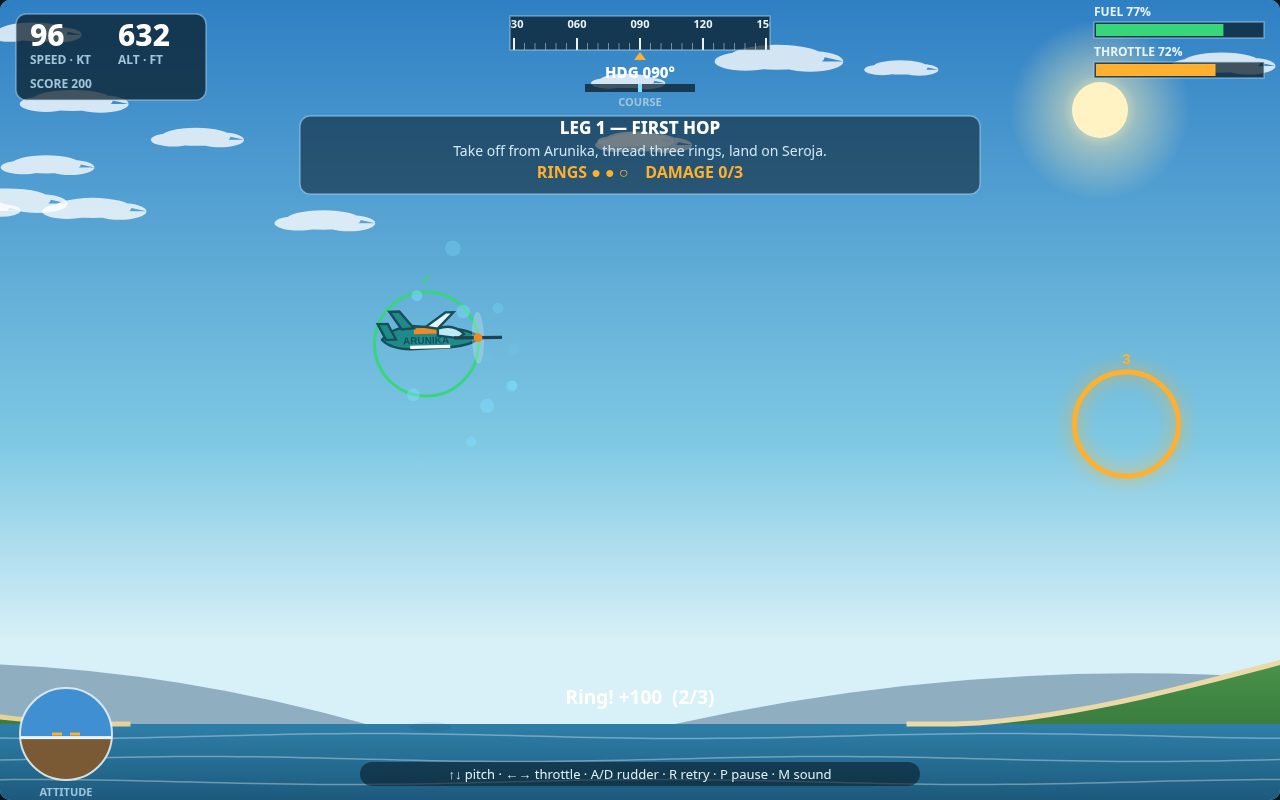 96 632
SPEED · KT ALT · FT
SCORE 200
30 060 090 120 15
HDG 090°
COURSE
FUEL 77%
THROTTLE 72%
LEG 1 — FIRST HOP
Take off from Arunika, thread three rings, land on Seroja.
RINGS ● ● ○ DAMAGE 0/3
ARUNIKA
3
Ring! +100 (2/3)
↑↓ pitch · ←→ throttle · A/D rudder · R retry · P pause · M sound
ATTITUDE